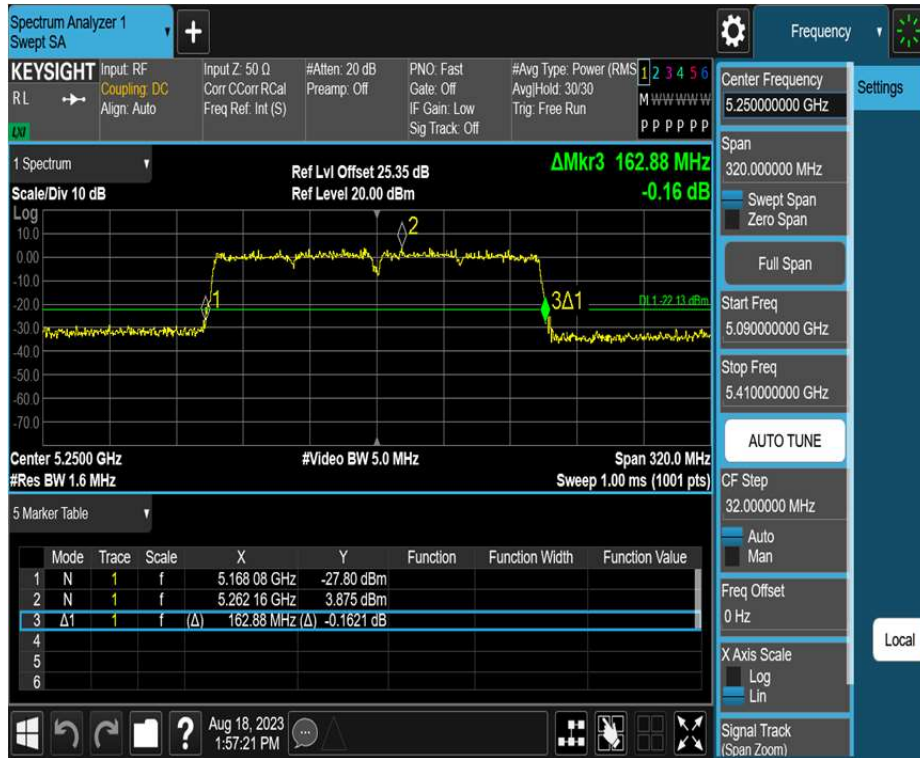 Spectrum Analyzer 1
Swept SA
+
Frequency
KEYSIGHT
RL
LXI
Input: RF
Coupling: DC
Align: Auto
Input Z: 50 Ω
Corr CCorr RCal
Freq Ref: Int (S)
#Atten: 20 dB
Preamp: Off
PNO: Fast
Gate: Off
IF Gain: Low
Sig Track: Off
#Avg Type: Power (RMS
Avg|Hold: 30/30
Trig: Free Run
1 2 3 4 5 6
M W W W W W
P P P P P P
1 Spectrum
Scale/Div 10 dB
Ref Lvl Offset 25.35 dB
Ref Level 20.00 dBm
ΔMkr3 162.88 MHz
-0.16 dB
Log
10.0
0.00
-10.0
-20.0
-30.0
-40.0
-50.0
-60.0
-70.0
1
2
3Δ1
DL1 -22.13 dBm
Center 5.2500 GHz
#Video BW 5.0 MHz
Span 320.0 MHz
#Res BW 1.6 MHz
Sweep 1.00 ms (1001 pts)
5 Marker Table
Mode Trace Scale X Y Function Function Width Function Value
1 N 1 f 5.168 08 GHz -27.80 dBm
2 N 1 f 5.262 16 GHz 3.875 dBm
3 Δ1 1 f (Δ) 162.88 MHz (Δ) -0.1621 dB
4
5
6
?
Aug 18, 2023
1:57:21 PM
Center Frequency
5.25000000 GHz
Settings
Span
320.000000 MHz
Swept Span
Zero Span
Full Span
Start Freq
5.090000000 GHz
Stop Freq
5.410000000 GHz
AUTO TUNE
CF Step
32.000000 MHz
Auto
Man
Freq Offset
0 Hz
Local
X Axis Scale
Log
Lin
Signal Track
(Span Zoom)